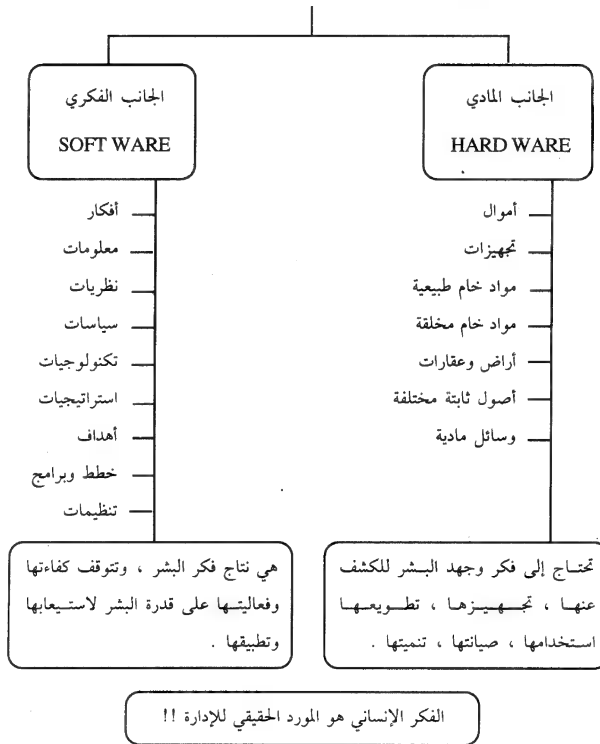 الجانب المادي
HARD WARE
أموال
تجهيزات
مواد خام طبيعية
مواد خام مخلقة
أراض وعقارات
أصول ثابتة مختلفة
وسائل مادية
تحتاج إلى فكر وجهد البشر للكشف
عنها ، تجهيزها ، تطويعها
استخدامها ، صيانتها ، تنميتها .
الجانب الفكري
SOFT WARE
أفكار
معلومات
نظريات
سياسات
تكنولوجيات
استراتيجيات
أهداف
خطط وبرامج
تنظيمات
هي نتاج فكر البشر ، وتتوقف كفاءتها
وفعاليتها على قدرة البشر لاستيعابها
وتطبيقها .
الفكر الإنساني هو المورد الحقيقي للإدارة !!